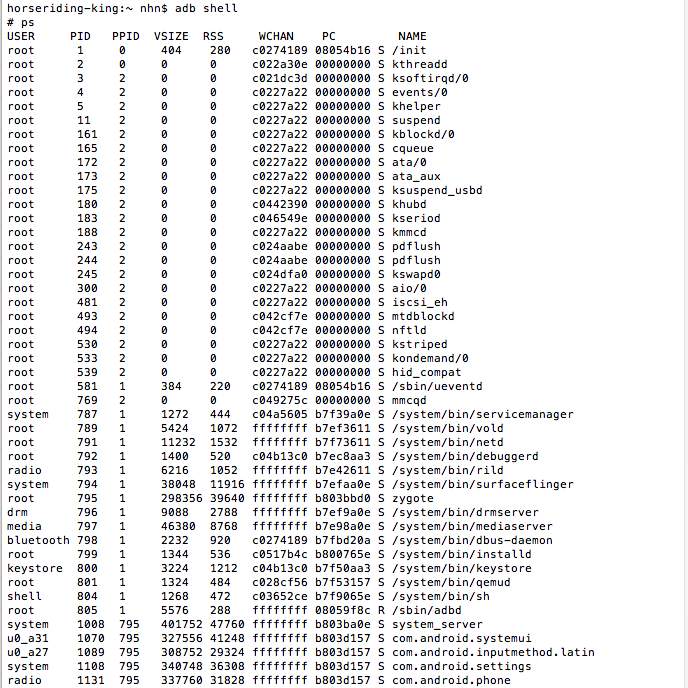 horseriding-king:~ nhn$ adb shell
# ps
USER     PID   PPID  VSIZE  RSS     WCHAN    PC         NAME
root      1     0     404    280   c0274189 08054b16 S /init
root      2     0     0      0     c022a30e 00000000 S kthreadd
root      3     2     0      0     c021dc3d 00000000 S ksoftirqd/0
root      4     2     0      0     c0227a22 00000000 S events/0
root      5     2     0      0     c0227a22 00000000 S khelper
root      11    2     0      0     c0227a22 00000000 S suspend
root      161   2     0      0     c0227a22 00000000 S kblockd/0
root      165   2     0      0     c0227a22 00000000 S cqueue
root      172   2     0      0     c0227a22 00000000 S ata/0
root      173   2     0      0     c0227a22 00000000 S ata_aux
root      175   2     0      0     c0227a22 00000000 S ksuspend_usbd
root      180   2     0      0     c0442390 00000000 S khubd
root      183   2     0      0     c046549e 00000000 S kseriod
root      188   2     0      0     c0227a22 00000000 S kmmcd
root      243   2     0      0     c024aabe 00000000 S pdflush
root      244   2     0      0     c024aabe 00000000 S pdflush
root      245   2     0      0     c024dfa0 00000000 S kswapd0
root      300   2     0      0     c0227a22 00000000 S aio/0
root      481   2     0      0     c0227a22 00000000 S iscsi_eh
root      493   2     0      0     c042cf7e 00000000 S mtdblockd
root      494   2     0      0     c042cf7e 00000000 S nftld
root      530   2     0      0     c0227a22 00000000 S kstriped
root      533   2     0      0     c0227a22 00000000 S kondemand/0
root      539   2     0      0     c0227a22 00000000 S hid_compat
root      581   1     384    220   c0274189 08054b16 S /sbin/ueventd
root      769   2     0      0     c049275c 00000000 S mmcqd
system    787   1     1272   444   c04a5605 b7f39a0e S /system/bin/servicemanager
root      789   1     5424   1072  ffffffff b7ef3611 S /system/bin/vold
root      791   1     11232  1532  ffffffff b7f73611 S /system/bin/netd
root      792   1     1400   520   c04b13c0 b7ec8aa3 S /system/bin/debuggerd
radio     793   1     6216   1052  ffffffff b7e42611 S /system/bin/rild
system    794   1     38048  11916 ffffffff b7efaa0e S /system/bin/surfaceflinger
root      795   1     298356 39640 ffffffff b803bbd0 S zygote
drm       796   1     9088   2788  ffffffff b7ef9a0e S /system/bin/drmserver
media     797   1     46380  8768  ffffffff b7e98a0e S /system/bin/mediaserver
bluetooth 798   1     2232   920   c0274189 b7fbd20a S /system/bin/dbus-daemon
root      799   1     1344   536   c0517b4c b800765e S /system/bin/installd
keystore  800   1     3224   1212  c04b13c0 b7f50aa3 S /system/bin/keystore
root      801   1     1324   484   c028cf56 b7f53157 S /system/bin/qemud
shell     804   1     1268   472   c03652ce b7f9065e S /system/bin/sh
root      805   1     5576   288   ffffffff 08059f8c R /sbin/adbd
system    1008  795   401752 47760 ffffffff b803ba0e S system_server
u0_a31    1070  795   327556 41248 ffffffff b803d157 S com.android.systemui
u0_a27    1089  795   308752 29324 ffffffff b803d157 S com.android.inputmethod.latin
system    1108  795   340748 36308 ffffffff b803d157 S com.android.settings
radio     1131  795   337760 31828 ffffffff b803d157 S com.android.phone